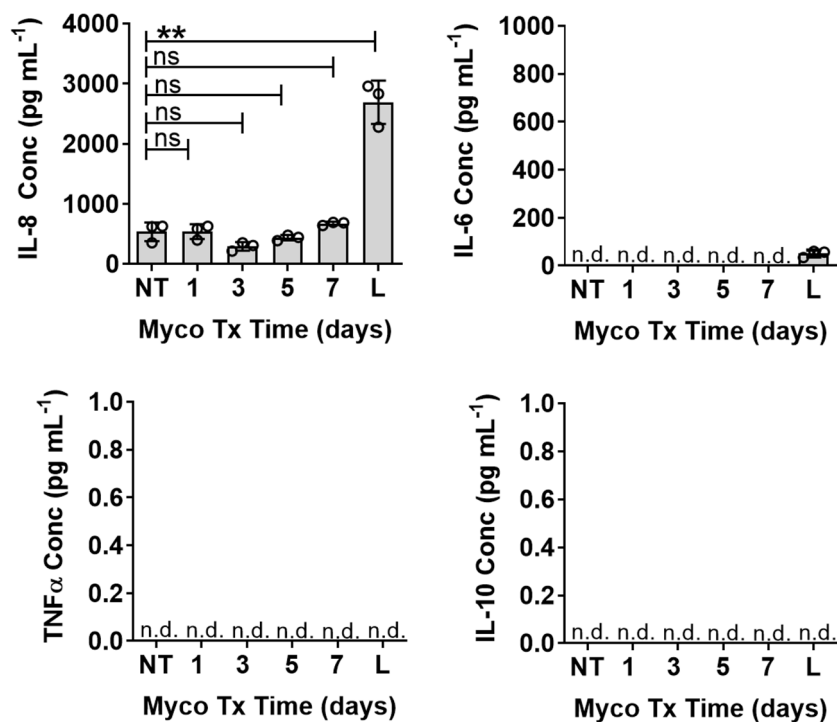 IL-8 Conc (pg mL⁻¹)
4000
3000
2000
1000
0
**
ns
ns
ns
ns
NT 1 3 5 7 L
Myco Tx Time (days)
IL-6 Conc (pg mL⁻¹)
1000
800
600
400
200
0
n.d. n.d. n.d. n.d. n.d.
NT 1 3 5 7 L
Myco Tx Time (days)
TNFα Conc (pg mL⁻¹)
1.0
0.8
0.6
0.4
0.2
0.0
n.d. n.d. n.d. n.d. n.d. n.d.
NT 1 3 5 7 L
Myco Tx Time (days)
IL-10 Conc (pg mL⁻¹)
1.0
0.8
0.6
0.4
0.2
0.0
n.d. n.d. n.d. n.d. n.d. n.d.
NT 1 3 5 7 L
Myco Tx Time (days)